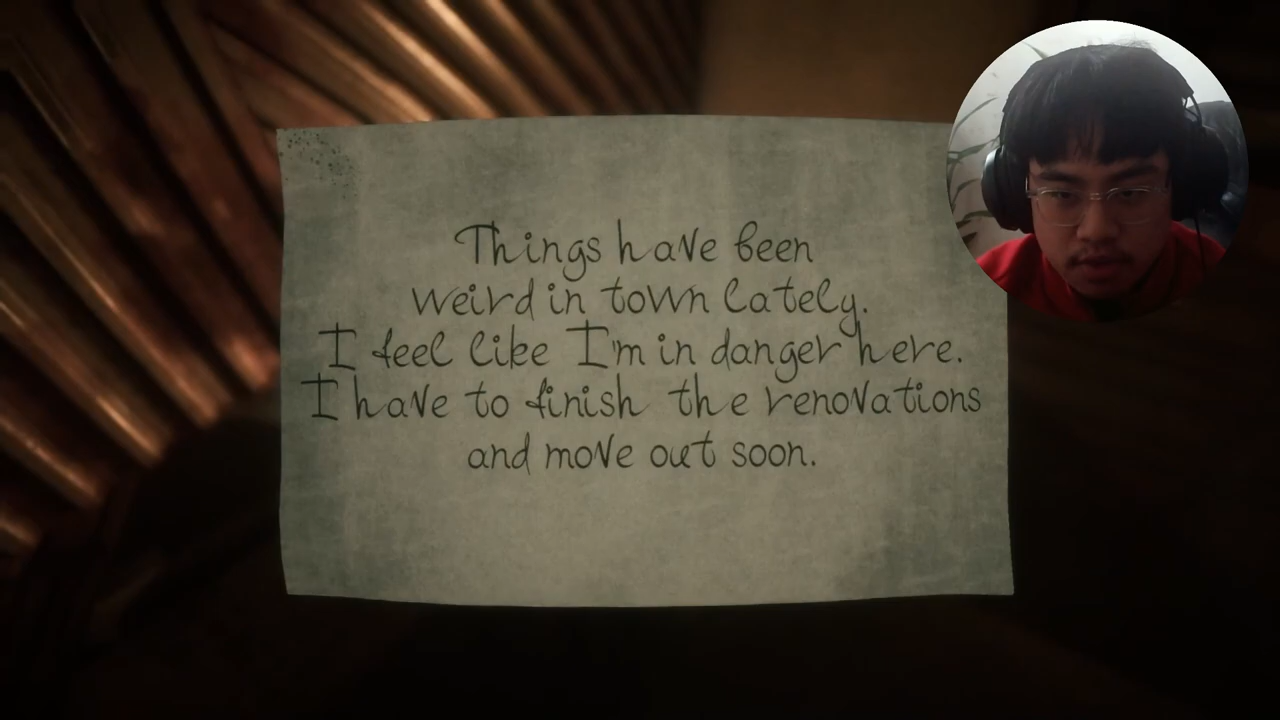 Things have been
weird in town lately.
I feel like I'm in danger here.
I have to finish the renovations
and move out soon.